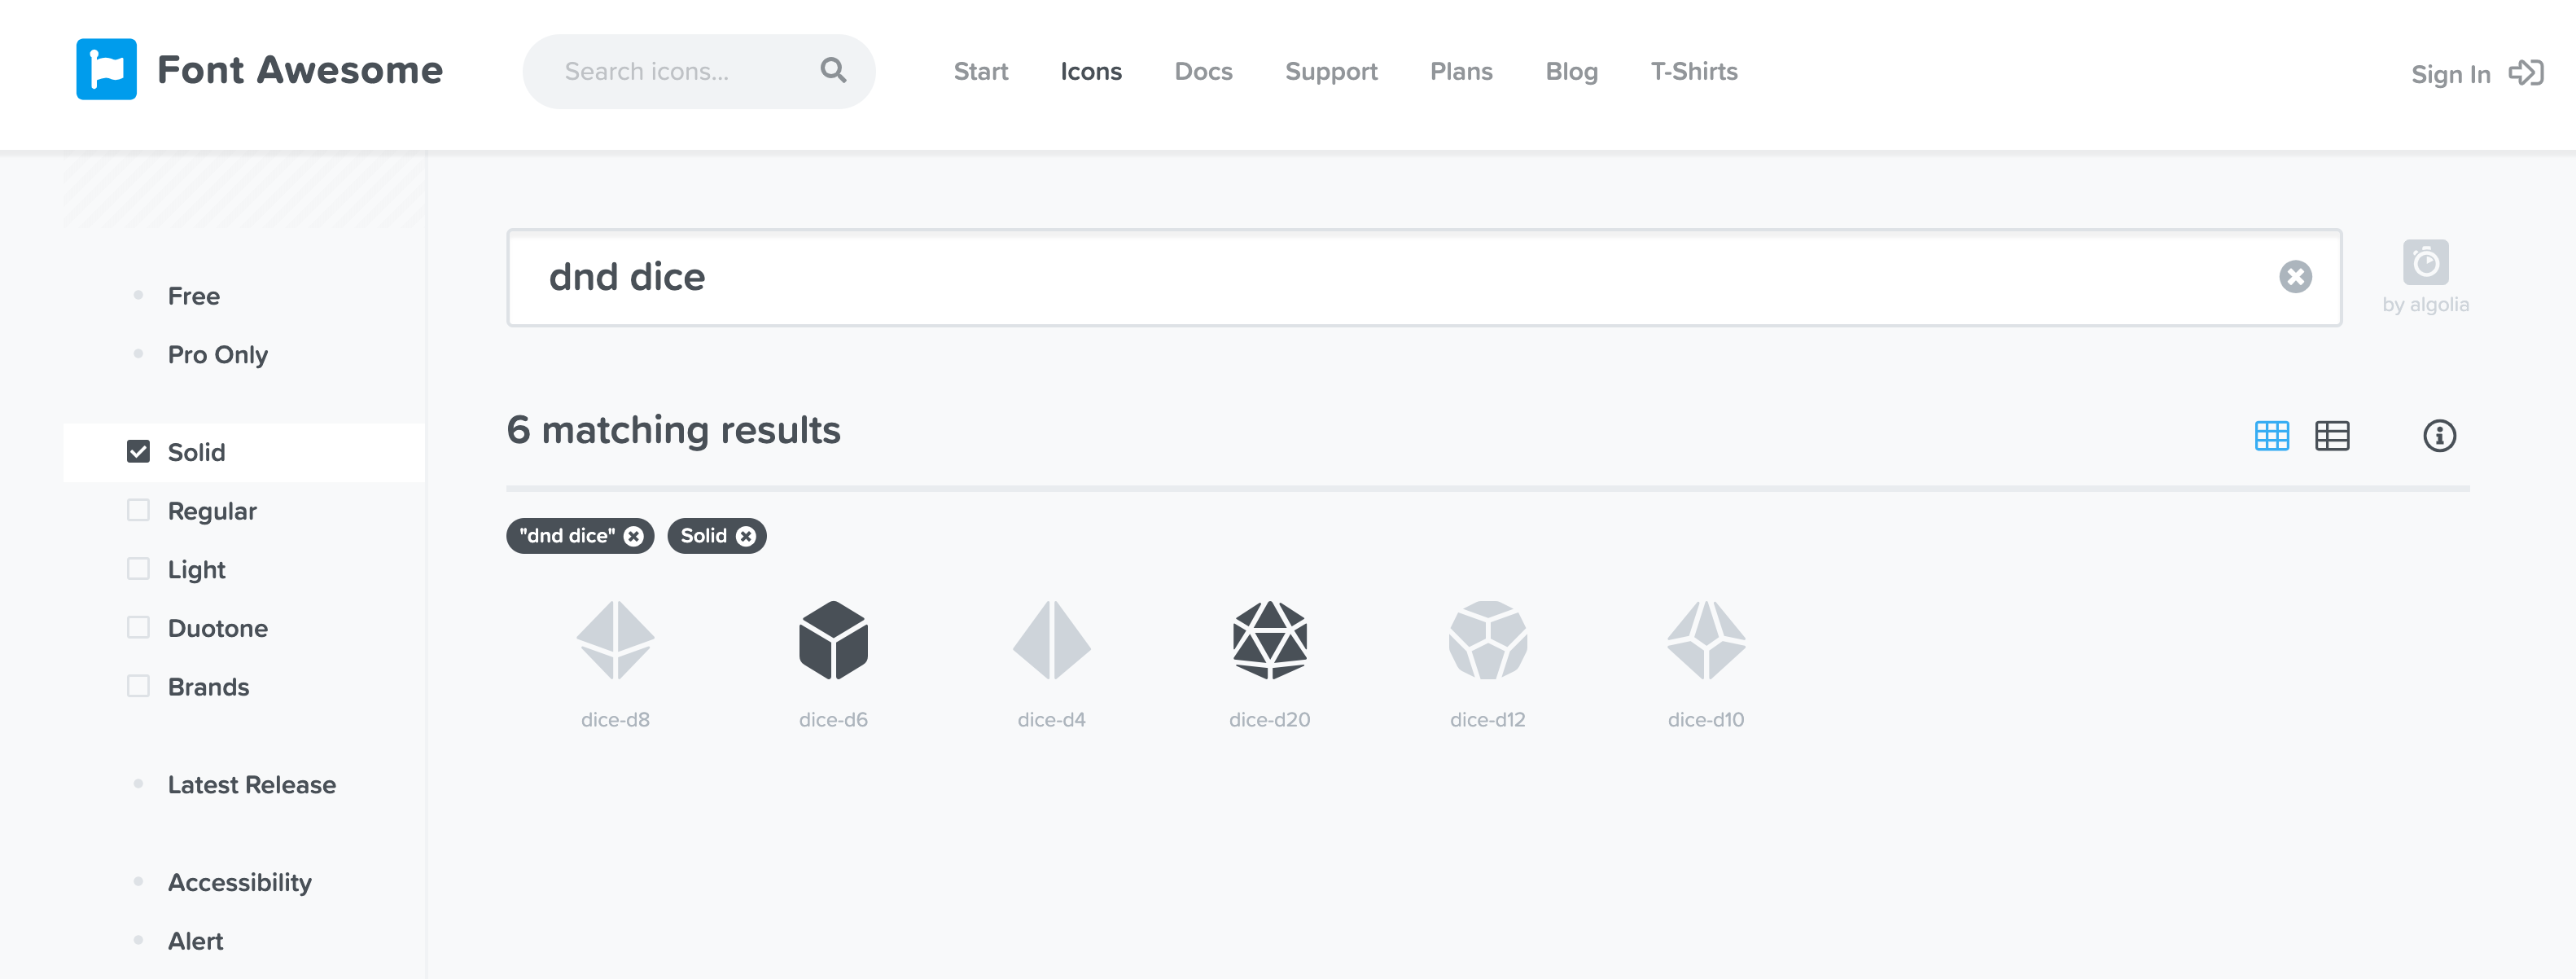 Font Awesome
Search icons...
Start Icons Docs Support Plans Blog T-Shirts
Sign In
Free
Pro Only
Solid
Regular
Light
Duotone
Brands
Latest Release
Accessibility
Alert
dnd dice
by algolia
6 matching results
"dnd dice" Solid
dice-d8 dice-d6 dice-d4 dice-d20 dice-d12 dice-d10